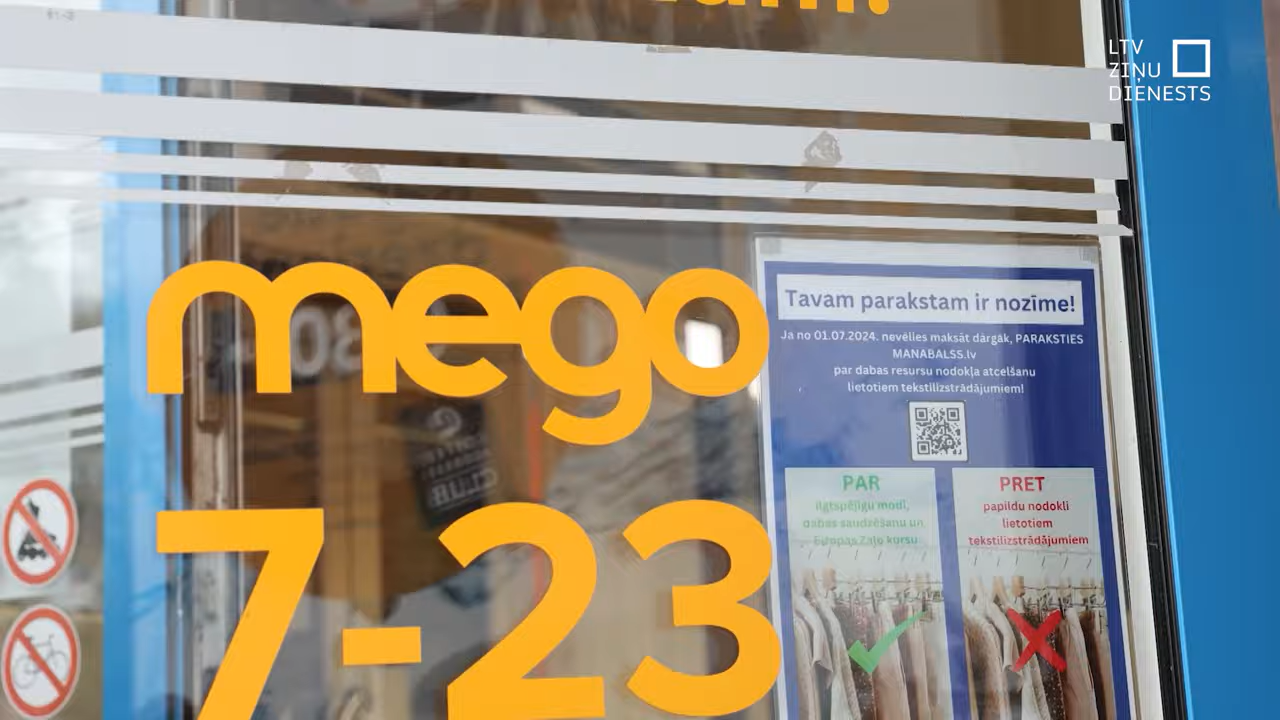 LTV
ZIŅU
DIENESTS
mego
7-23
Tavam parakstam ir nozīme!
Ja no 01.07.2024. nevēlies maksāt dārgāk, PARAKSTIES
MANABALSS.lv
par dabas resursu nodokļa atcelšanu
lietotiem tekstilizstrādājumiem!
PAR
ilgtspējīgu modi,
dabas saudzēšanu un
Eiropas Zaļo kursu
PRET
papildu nodokli
lietotiem
tekstilizstrādājumiem
CLUB